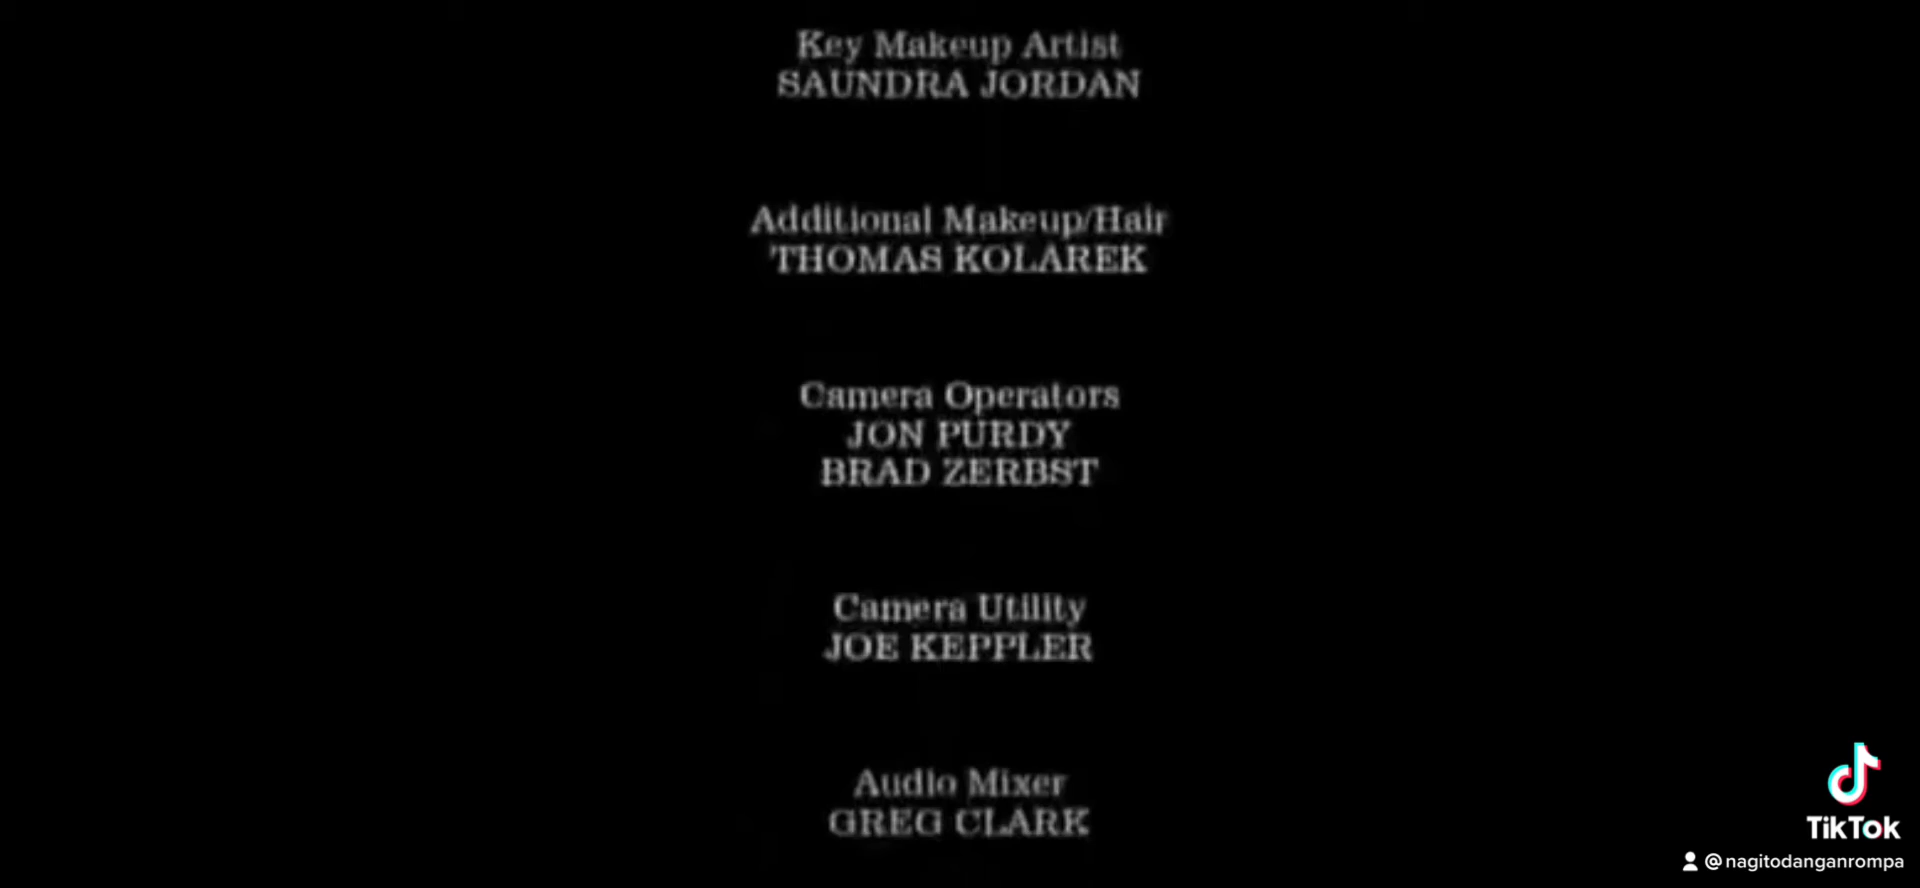 Key Makeup Artist
SAUNDRA JORDAN
Additional Makeup/Hair
THOMAS KOLAREK
Camera Operators
JON PURDY
BRAD ZERBST
Camera Utility
JOE KEPPLER
Audio Mixer
GREG CLARK
TikTok
@nagitodanganrompa